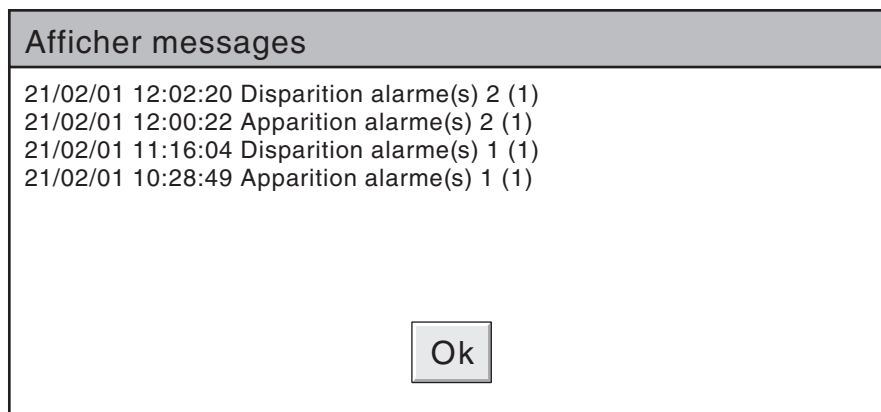 Afficher messages
21/02/01 12:02:20 Disparition alarme(s) 2 (1)
21/02/01 12:00:22 Apparition alarme(s) 2 (1)
21/02/01 11:16:04 Disparition alarme(s) 1 (1)
21/02/01 10:28:49 Apparition alarme(s) 1 (1)
Ok